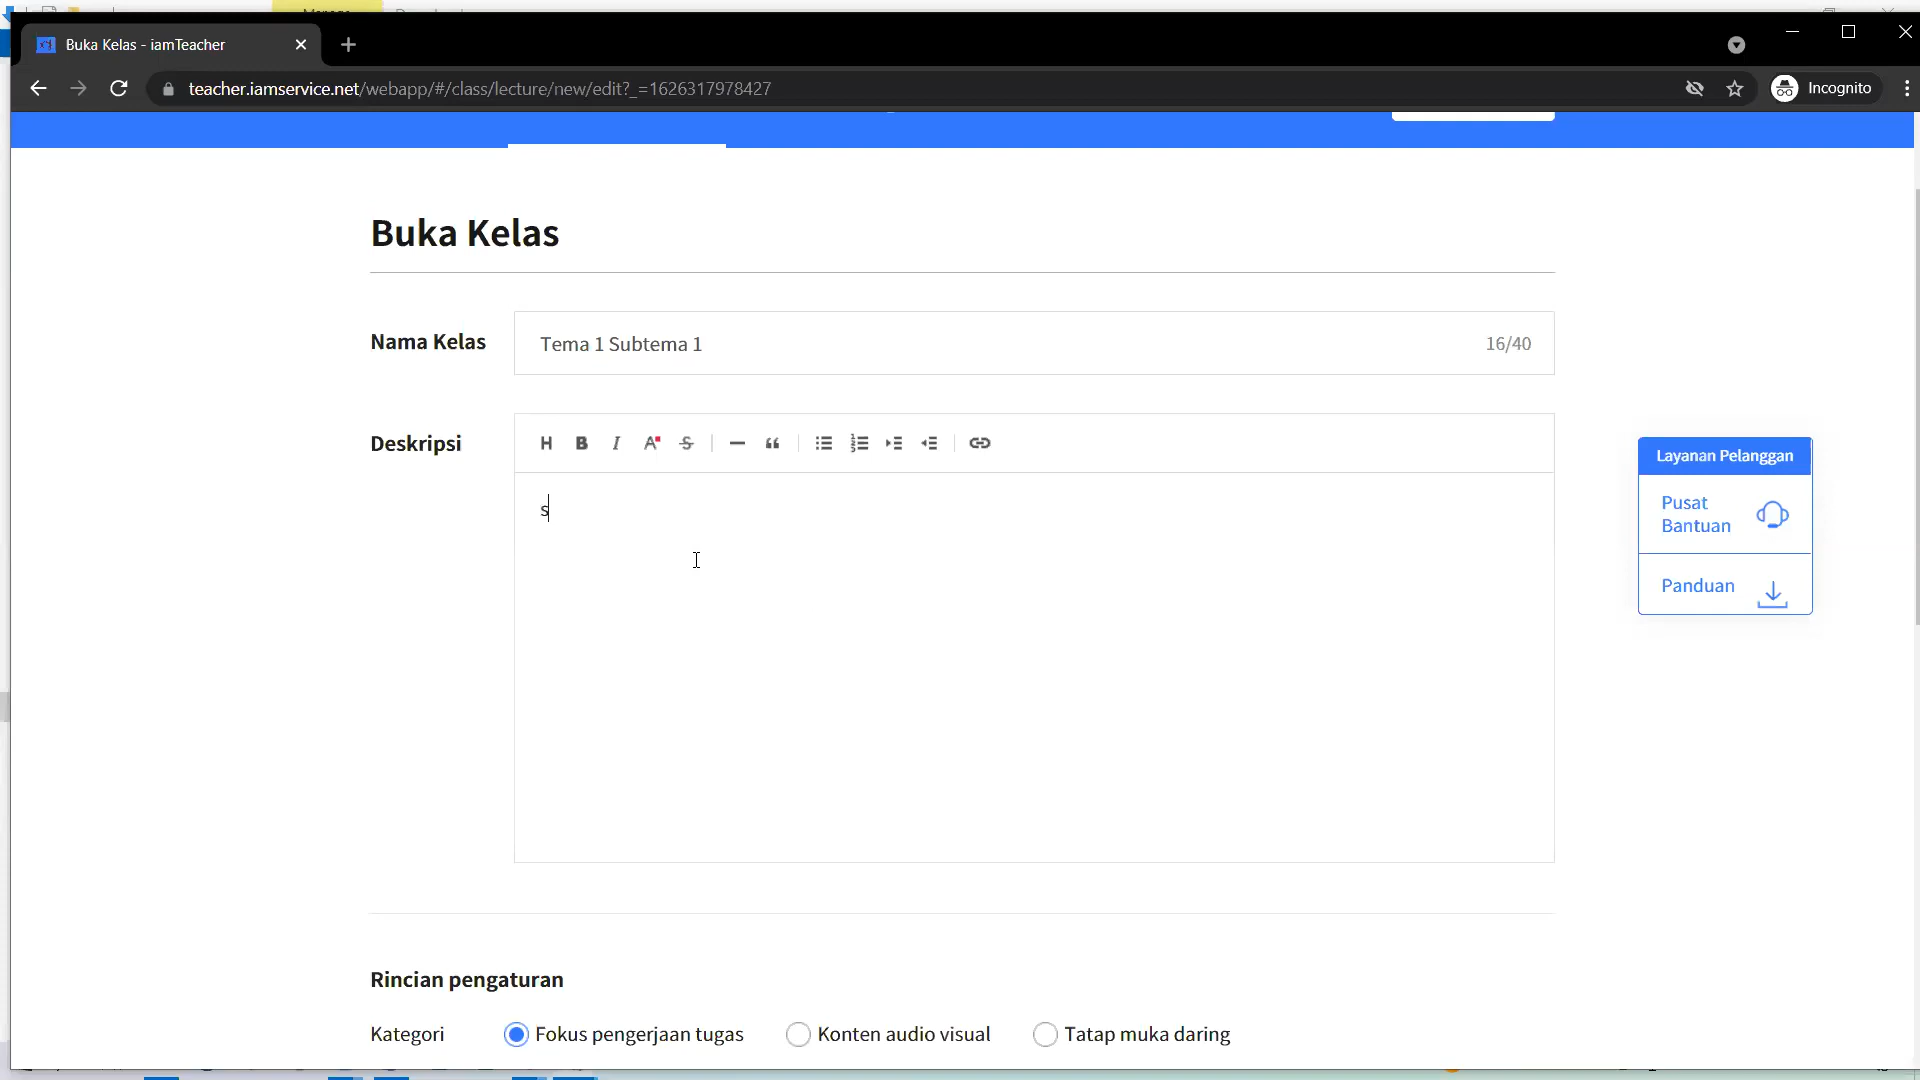 Buka Kelas - iamTeacher
teacher.iamservice.net/webapp/#/class/lecture/new/edit?_=1626317978427
Incognito
Buka Kelas
Nama Kelas
Tema 1 Subtema 1
16/40
Deskripsi
H B I A S
s
Layanan Pelanggan
Pusat
Bantuan
Panduan
Rincian pengaturan
Kategori
Fokus pengerjaan tugas
Konten audio visual
Tatap muka daring